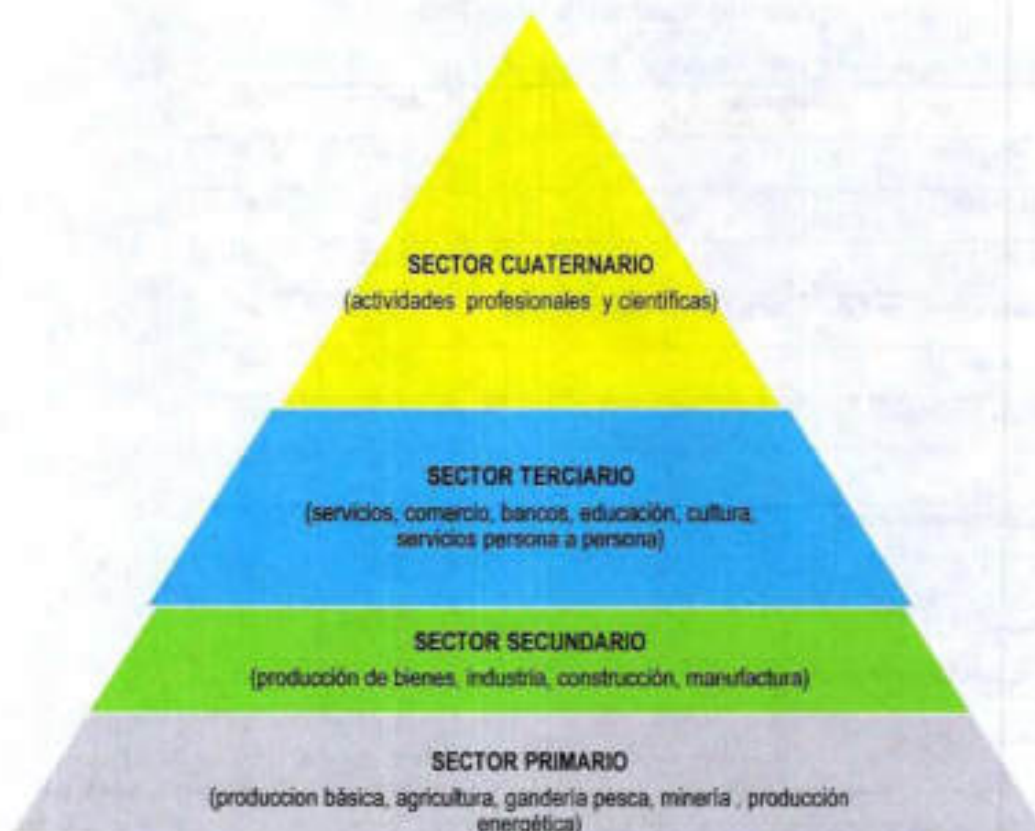 SECTOR CUATERNARIO
(actividades profesionales y científicas)
SECTOR TERCIARIO
(servicios, comercio, bancos, educación, cultura,
servicios persona a persona)
SECTOR SECUNDARIO
(producción de bienes, industria, construcción, manufactura)
SECTOR PRIMARIO
(produccion básica, agricultura, gandería pesca, minería , producción
energética)